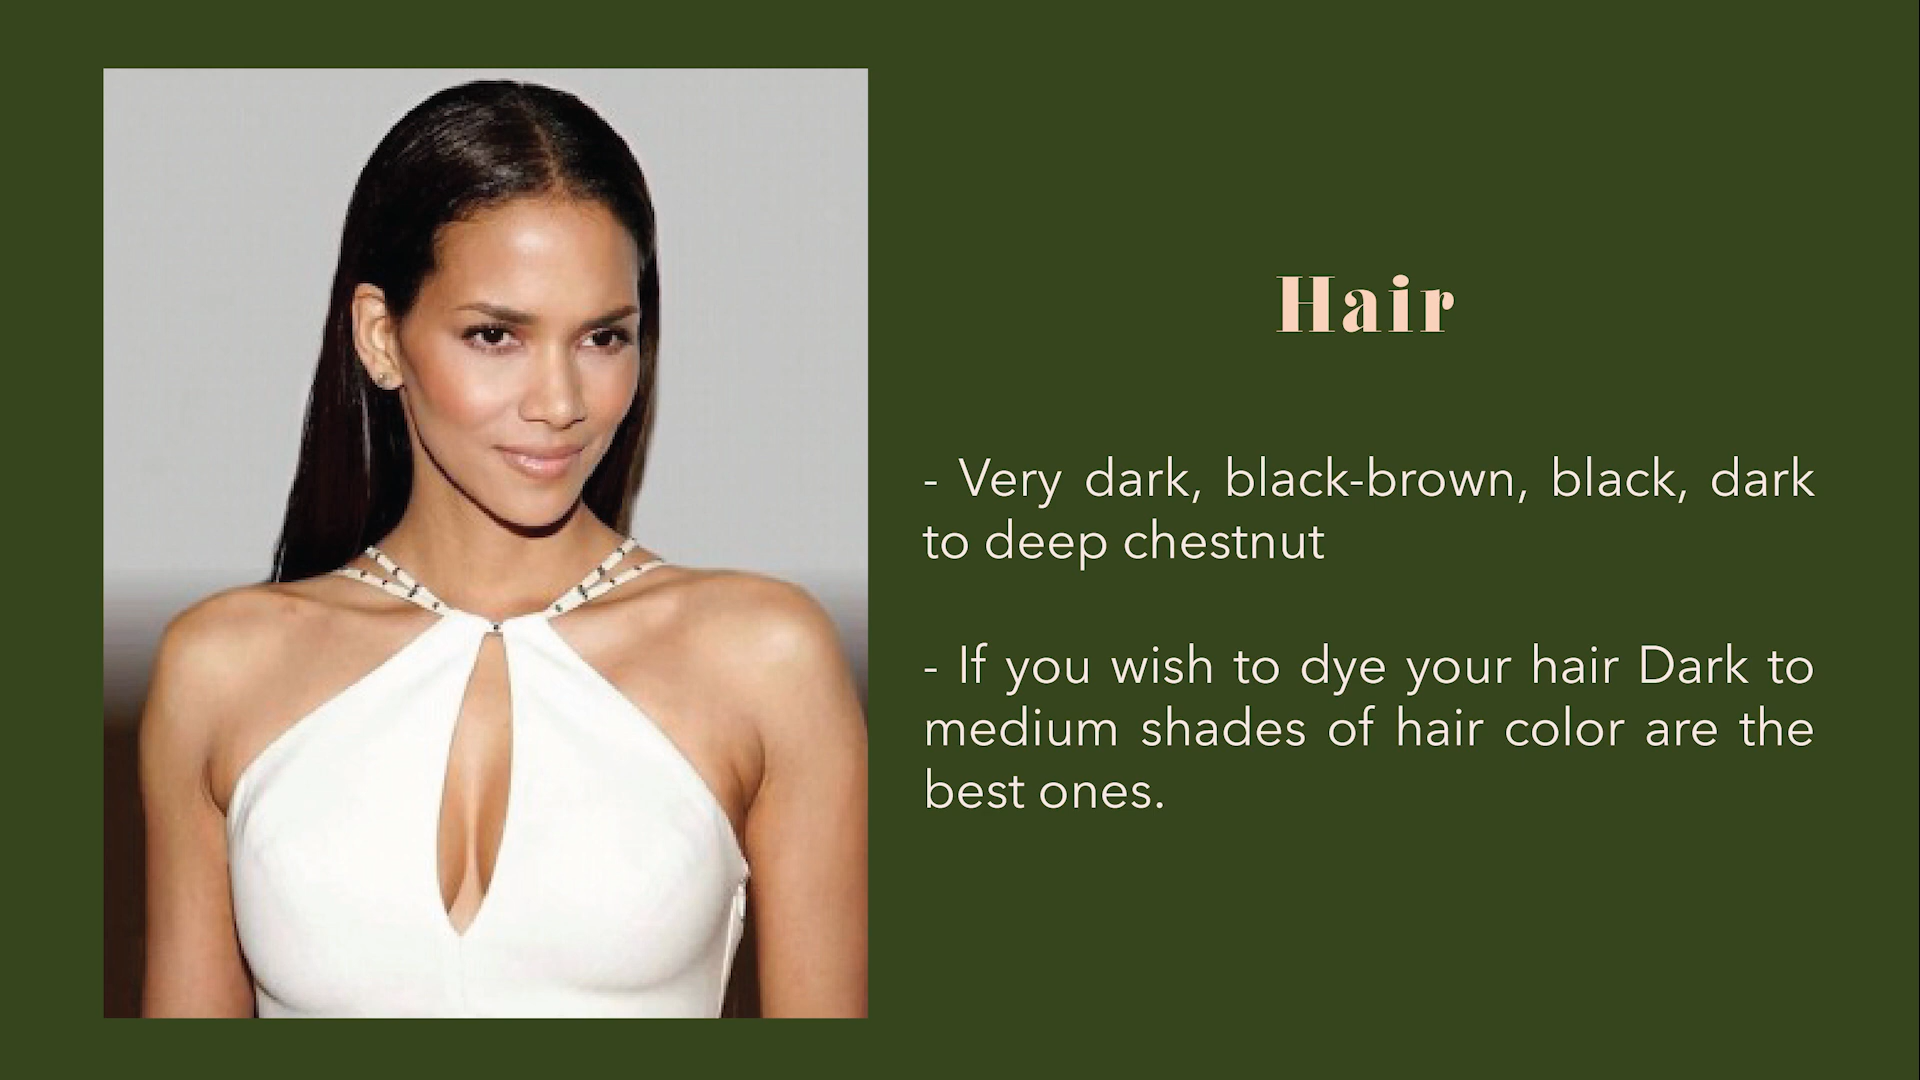 Hair
- Very dark, black-brown, black, dark
to deep chestnut
- If you wish to dye your hair Dark to
medium shades of hair color are the
best ones.